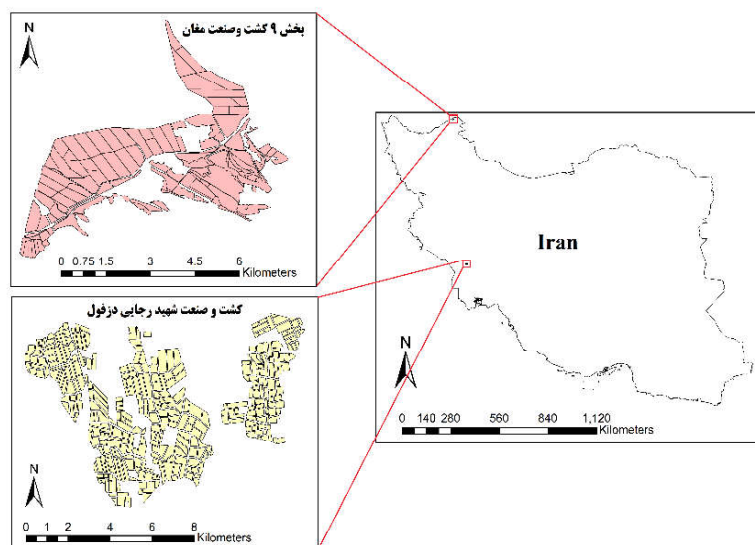 بخش ۹ کشت وصنعت مغان
N
0 0.75 1.5 3 4.5 6
Kilometers
کشت و صنعت شهید رجایی دزفول
N
0 1 2 4 6 8
Kilometers
Iran
N
0 140 280 560 840 1,120
Kilometers